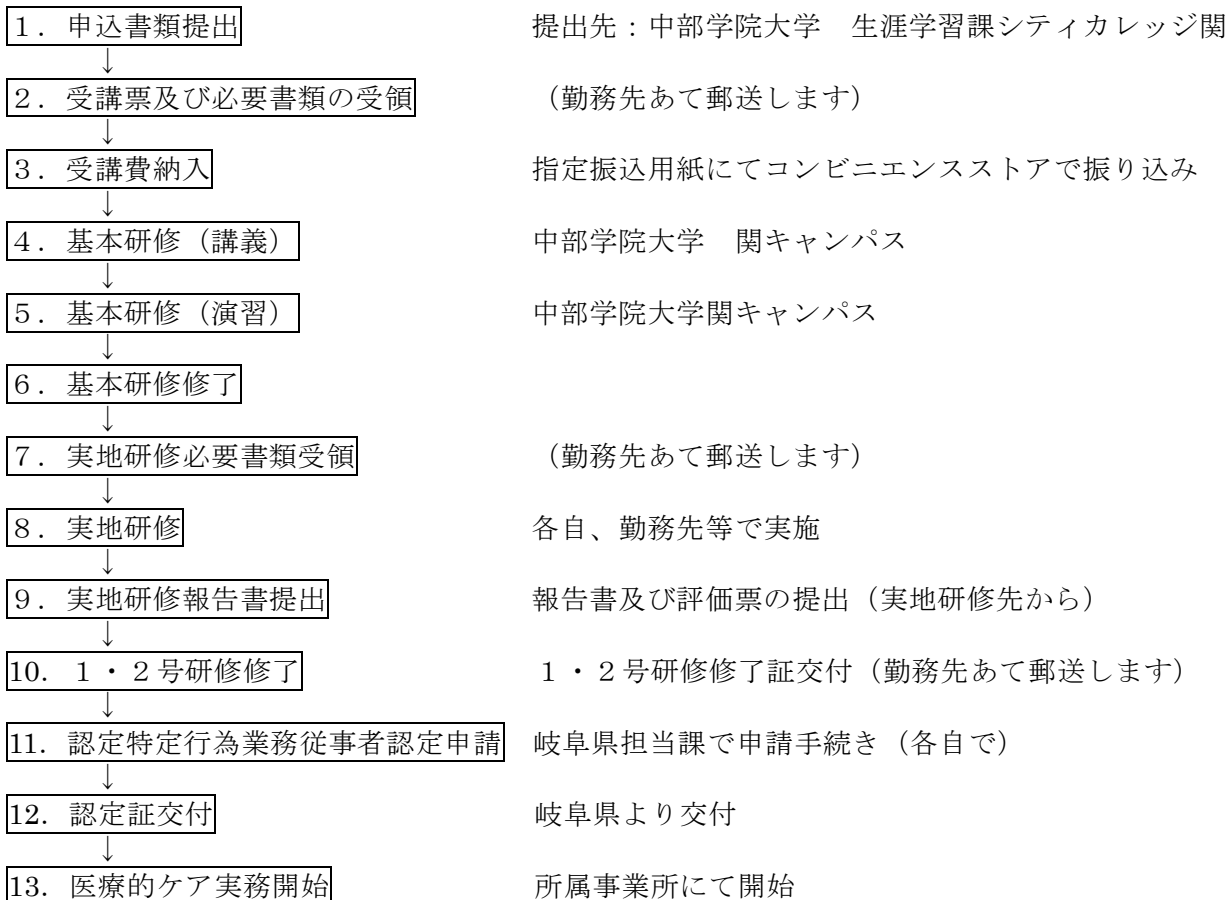 １．申込書類提出　提出先：中部学院大学　生涯学習課シティカレッジ関
↓
２．受講票及び必要書類の受領　（勤務先あて郵送します）
↓
３．受講費納入　指定振込用紙にてコンビニエンスストアで振り込み
↓
４．基本研修（講義）　中部学院大学　関キャンパス
↓
５．基本研修（演習）　中部学院大学関キャンパス
↓
６．基本研修修了
↓
７．実地研修必要書類受領　（勤務先あて郵送します）
↓
８．実地研修　各自、勤務先等で実施
↓
９．実地研修報告書提出　報告書及び評価票の提出（実地研修先から）
↓
10．１・２号研修修了　１・２号研修修了証交付（勤務先あて郵送します）
↓
11．認定特定行為業務従事者認定申請　岐阜県担当課で申請手続き（各自で）
↓
12．認定証交付　岐阜県より交付
↓
13．医療的ケア実務開始　所属事業所にて開始